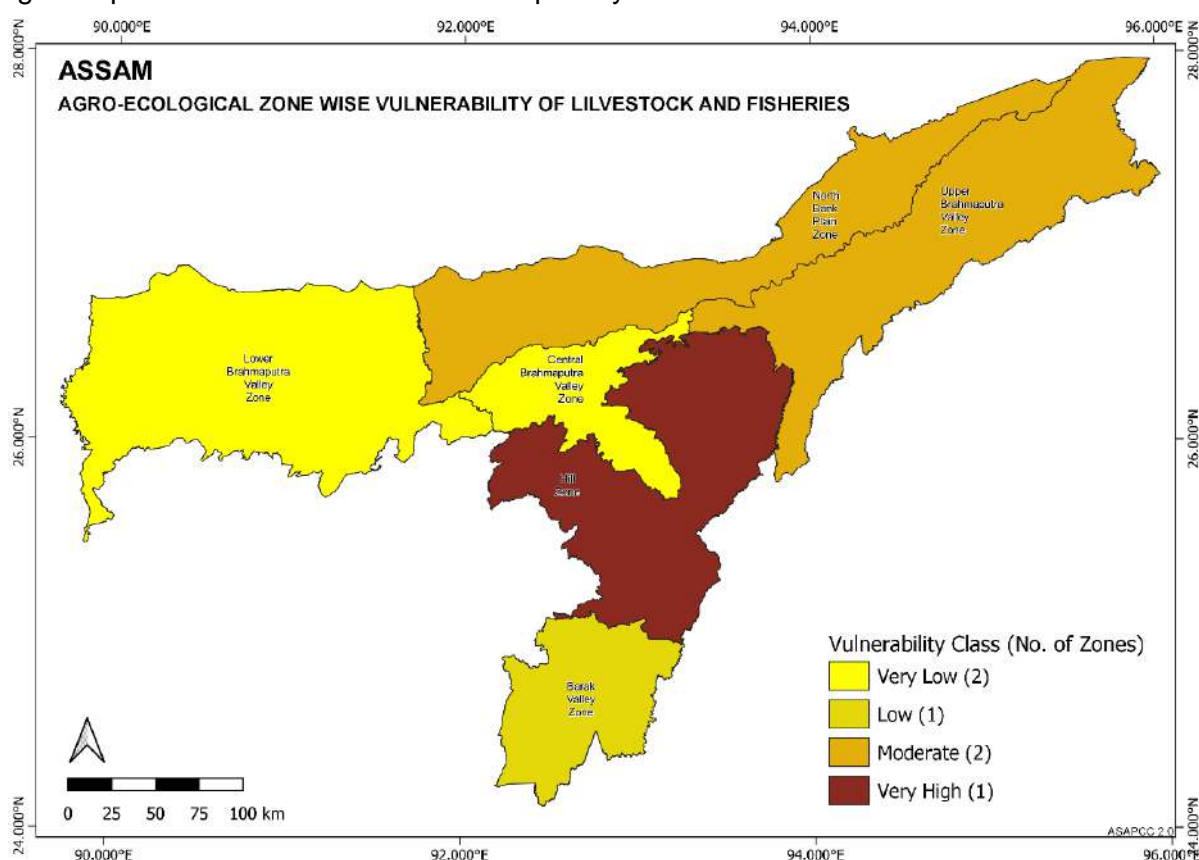 90.000°E 92.000°E 94.000°E 96.000°E
28.000°N 28.000°N
ASSAM
AGRO-ECOLOGICAL ZONE WISE VULNERABILITY OF LILVESTOCK AND FISHERIES
North
Bank
Plain
Zone
Upper
Brahmaputra
Valley
Zone
Lower
Brahmaputra
Valley
Zone
Central
Brahmaputra
Valley
Zone
26.000°N 26.000°N
Hill
Zone
Barak
Valley
Zone
Vulnerability Class (No. of Zones)
Very Low (2)
Low (1)
Moderate (2)
Very High (1)
0 25 50 75 100 km
ASAPCC 2.0
24.000°N 24.000°N
90.000°E 92.000°E 94.000°E 96.000°E